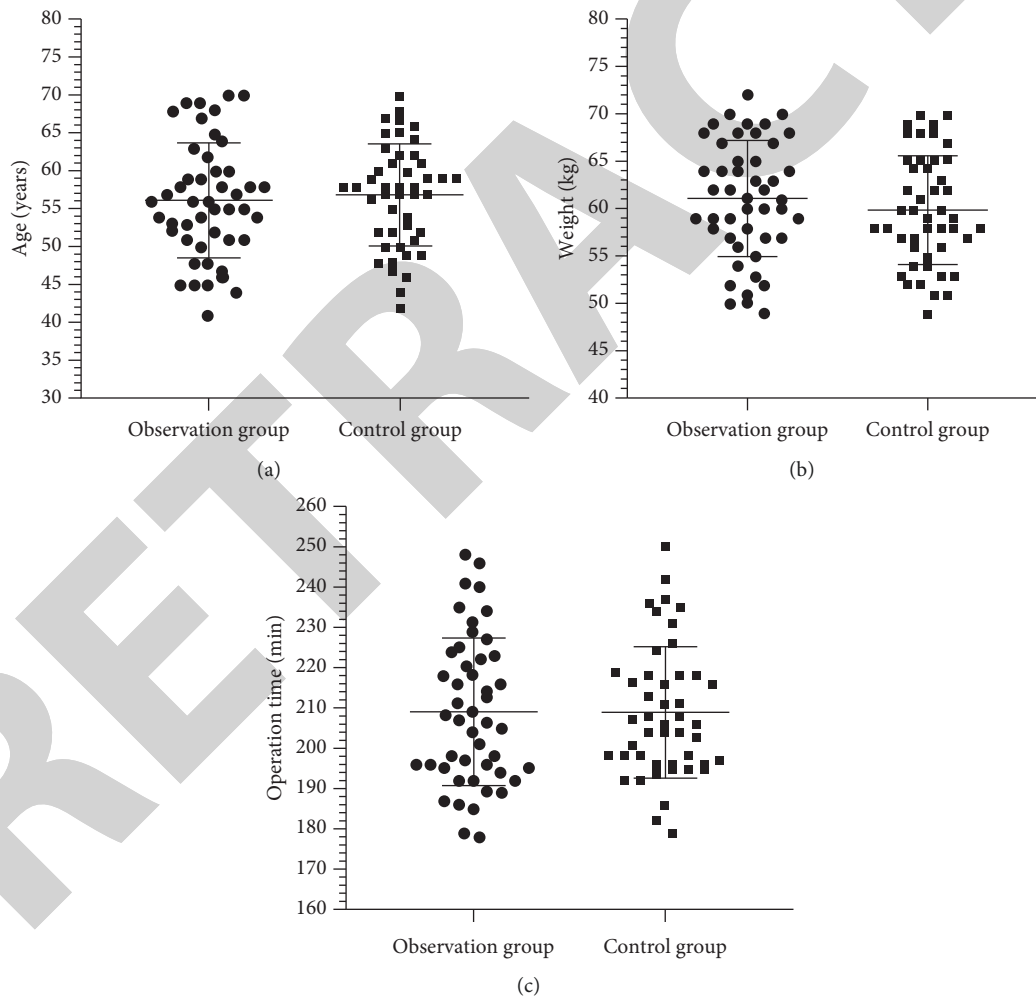 80
75
70
65
60
55
50
45
40
35
30
Age (years)
Observation group
Control group
(a)
80
75
70
65
60
55
50
45
40
Weight (kg)
Observation group
Control group
(b)
260
250
240
230
220
210
200
190
180
170
160
Operation time (min)
Observation group
Control group
(c)
RETRAC